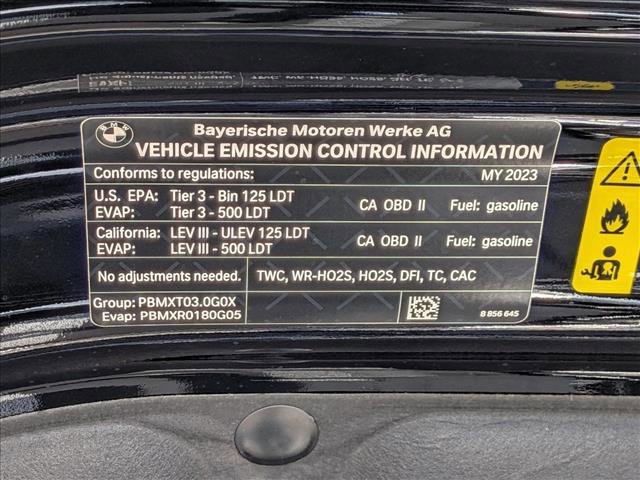 BMW
Bayerische Motoren Werke AG
VEHICLE EMISSION CONTROL INFORMATION
Conforms to regulations: MY 2023
U.S. EPA: Tier 3 - Bin 125 LDT CA OBD II Fuel: gasoline
EVAP: Tier 3 - 500 LDT
California: LEV III - ULEV 125 LDT CA OBD II Fuel: gasoline
EVAP: LEV III - 500 LDT
No adjustments needed. TWC, WR-HO2S, HO2S, DFI, TC, CAC
Group: PBMXT03.0G0X
Evap: PBMXR0180G05 8 856 645